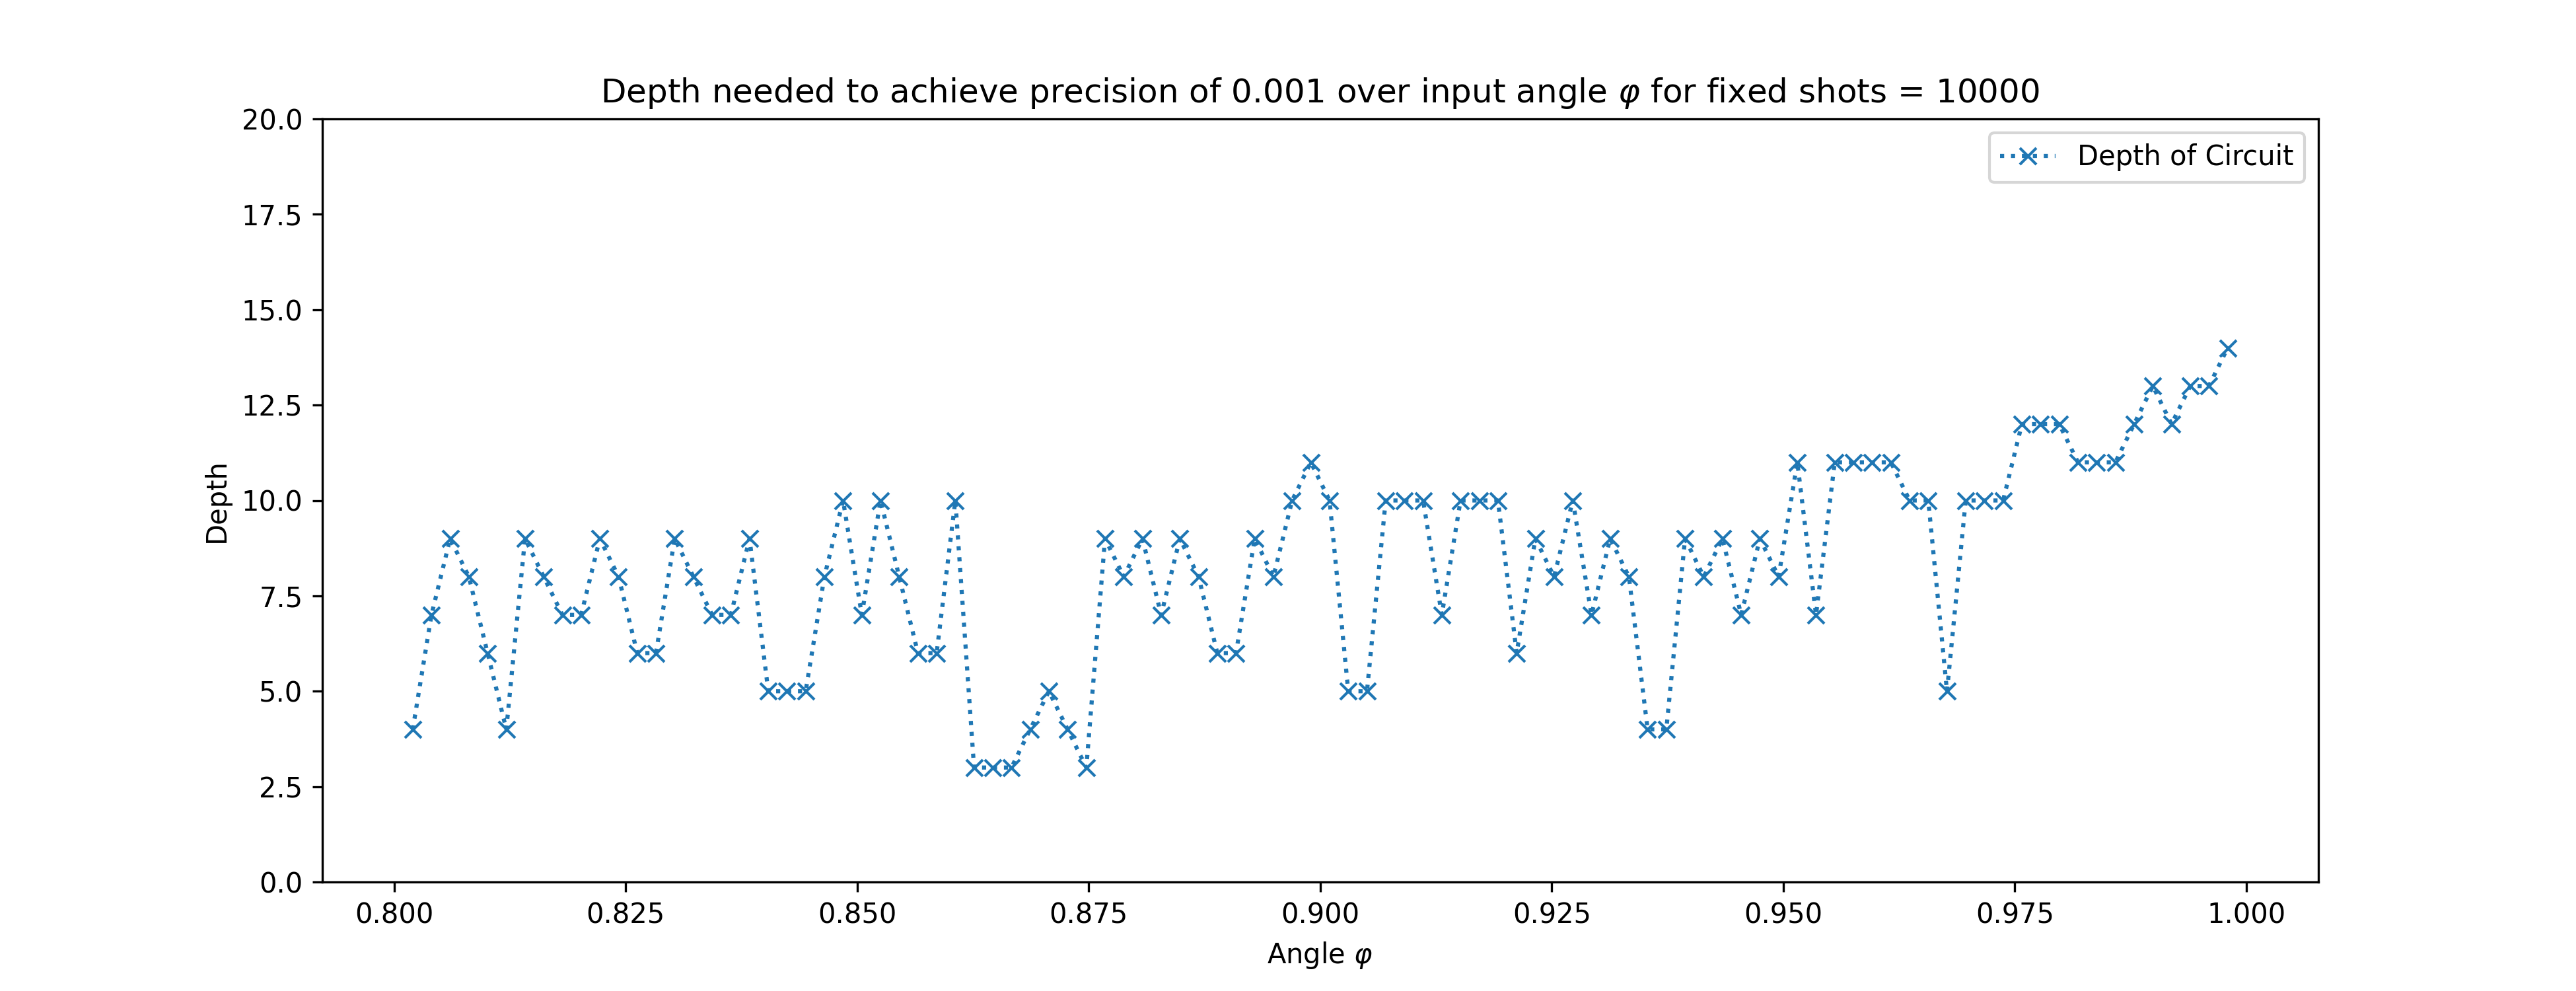 Depth needed to achieve precision of 0.001 over input angle φ for fixed shots = 10000
Depth of Circuit
20.0
17.5
15.0
12.5
10.0
7.5
5.0
2.5
0.0
Depth
0.800 0.825 0.850 0.875 0.900 0.925 0.950 0.975 1.000
Angle φ